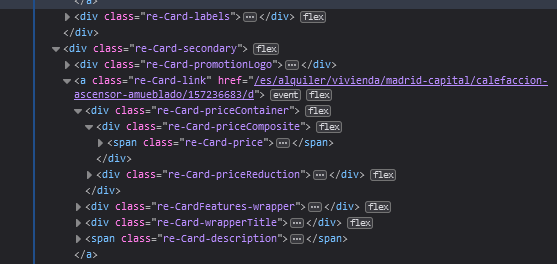 </a>
<div class="re-Card-labels"> ⋯ </div> flex
</div>
<div class="re-Card-secondary"> flex
<div class="re-Card-promotionLogo"> ⋯ </div>
<a class="re-Card-link" href="/es/alquiler/vivienda/madrid-capital/calefaccion-
ascensor-amueblado/157236683/d"> event flex
<div class="re-Card-priceContainer">
<div class="re-Card-priceComposite"> flex
<span class="re-Card-price"> ⋯ </span>
</div>
<div class="re-Card-priceReduction"> ⋯ </div> flex
</div>
<div class="re-CardFeatures-wrapper"> ⋯ </div> flex
<div class="re-Card-wrapperTitle"> ⋯ </div> flex
<span class="re-Card-description"> ⋯ </span>
</a>